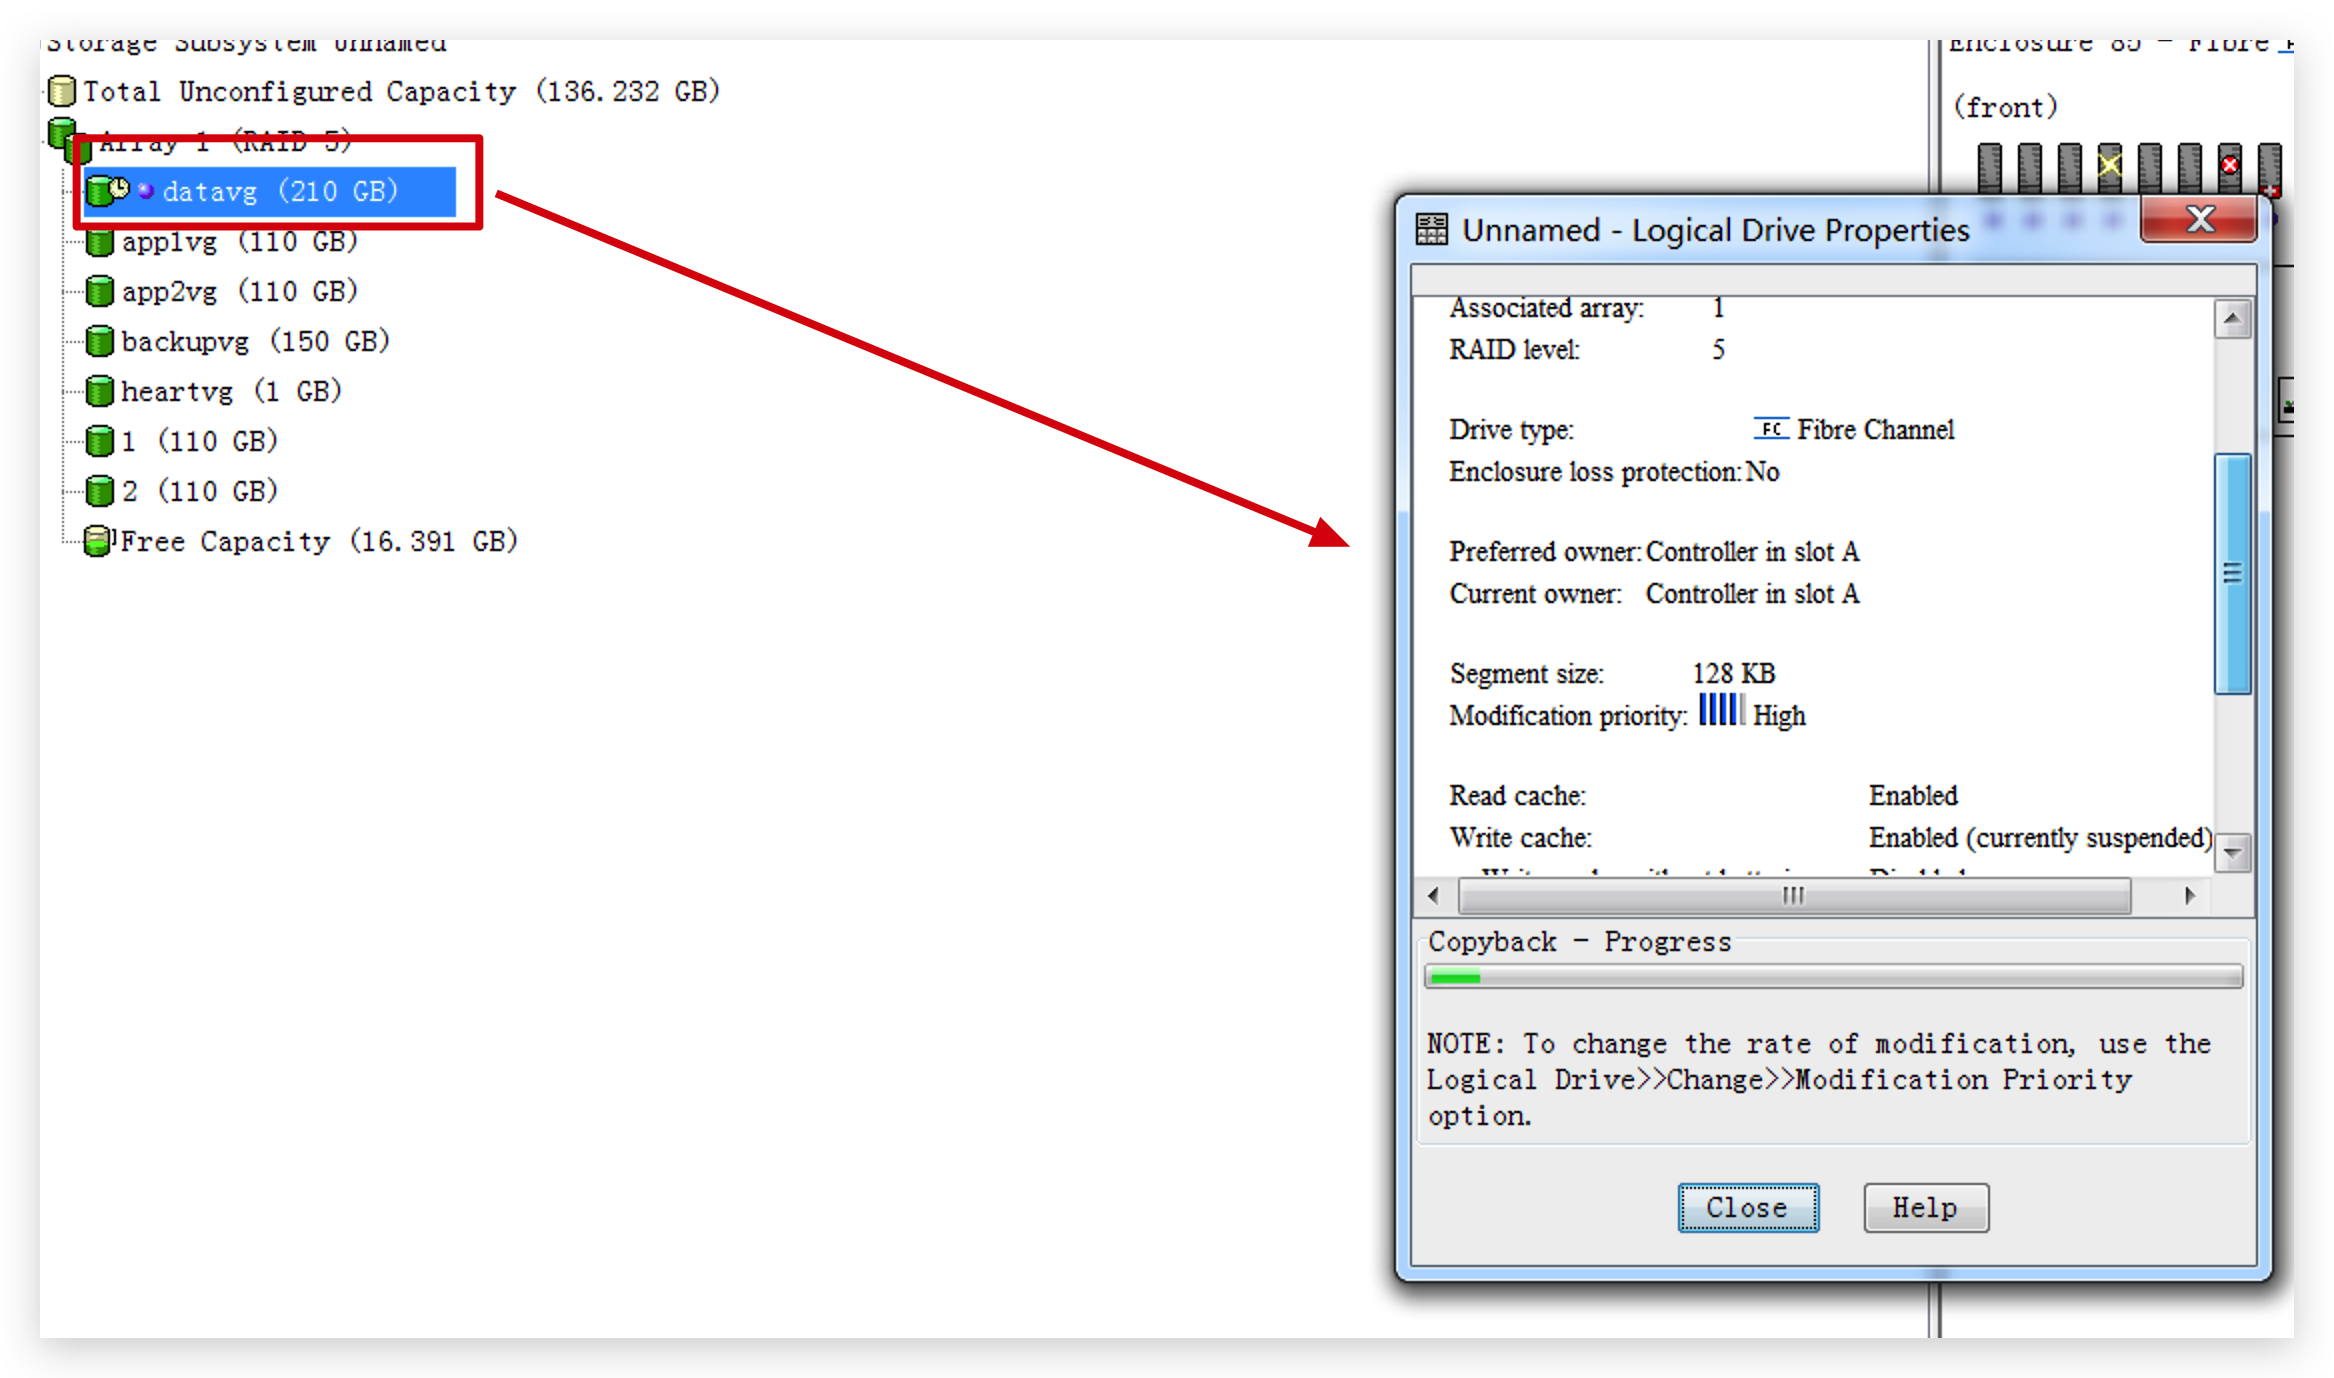 Storage Subsystem Unnamed
Total Unconfigured Capacity (136.232 GB)
Array 1 (RAID 5)
datavg (210 GB)
app1vg (110 GB)
app2vg (110 GB)
backupvg (150 GB)
heartvg (1 GB)
1 (110 GB)
2 (110 GB)
Free Capacity (16.391 GB)
Enclosure 85 - Fibre
(front)
Unnamed - Logical Drive Properties
Associated array: 1
RAID level: 5
Drive type: FC Fibre Channel
Enclosure loss protection: No
Preferred owner: Controller in slot A
Current owner: Controller in slot A
Segment size: 128 KB
Modification priority: High
Read cache: Enabled
Write cache: Enabled (currently suspended)
Copyback - Progress
NOTE: To change the rate of modification, use the
Logical Drive>>Change>>Modification Priority
option.
Close Help